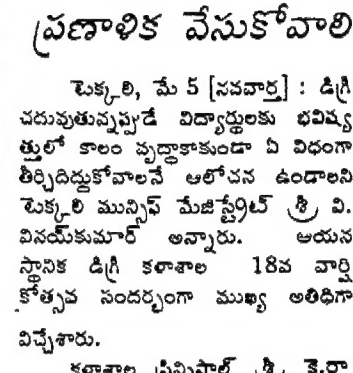 ప్రణాళిక వేసుకోవాలి
టెక్కలి, మే 5 [నవవార్త] : డిగ్రి
చదువుతున్నప్పుడే విద్యార్థులకు భవిష్య
త్తులో కాలం వృధాకాకుండా ఏ విధంగా
తీర్చిదిద్దుకోవాలనే ఆలోచన ఉండాలని
టెక్కలి మున్సిఫ్ మేజిస్ట్రేట్ శ్రీ వి.
వినయ్‌కుమార్ అన్నారు. ఆయన
స్థానిక డిగ్రి కళాశాల 18వ వార్షి
కోత్సవ సందర్భంగా ముఖ్య అతిధిగా
విచ్చేశారు.
కళాశాల ప్రిన్సిపాల్ శ్రీ కె.రా